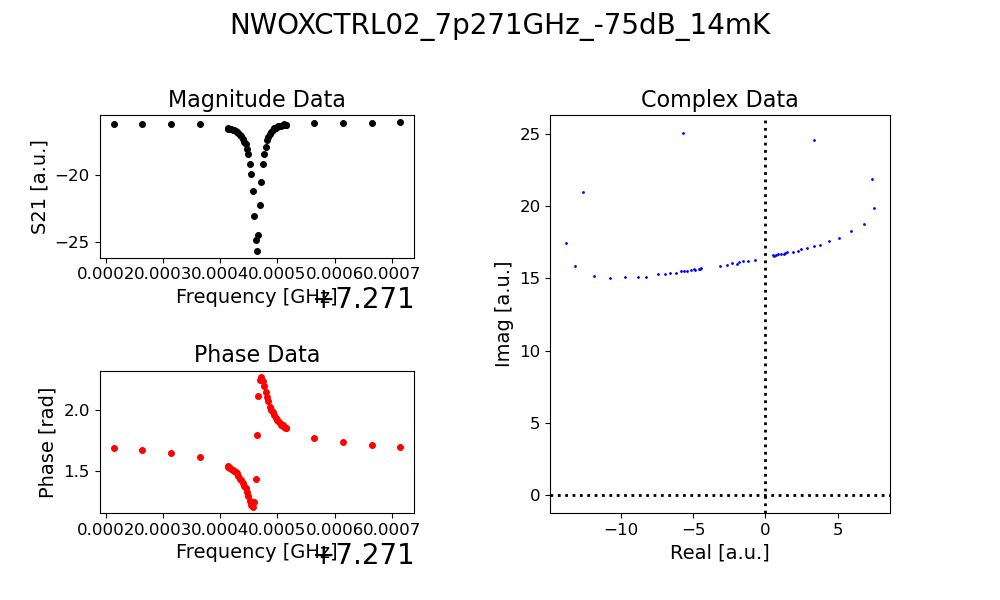 NWOXCTRL02_7p271GHz_-75dB_14mK
Magnitude Data
S21 [a.u.]
−20
−25
0.0002 0.0003 0.0004 0.0005 0.0006 0.0007
Frequency [GHz]
+7.271
Phase Data
Phase [rad]
2.0
1.5
0.0002 0.0003 0.0004 0.0005 0.0006 0.0007
Frequency [GHz]
+7.271
Complex Data
Imag [a.u.]
25
20
15
10
5
0
−10 −5 0 5
Real [a.u.]